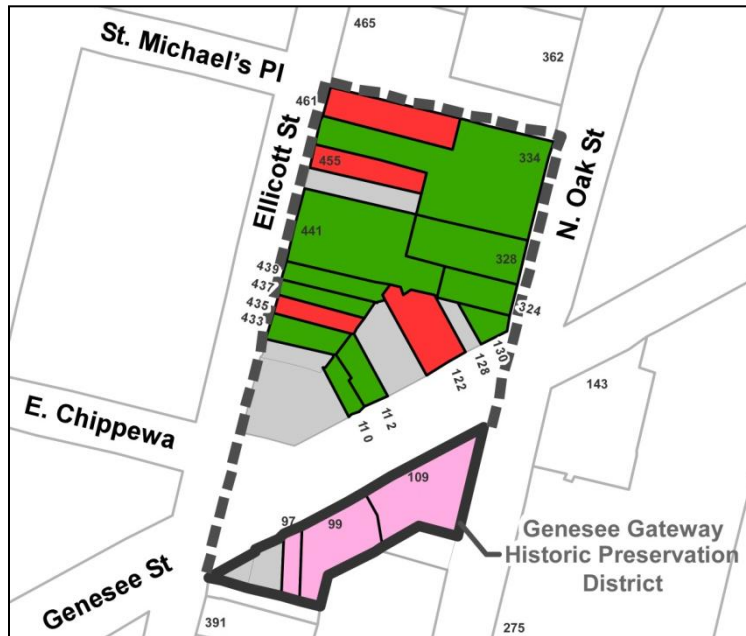 465
St. Michael's Pl
362
461
334
455
Ellicott St
N. Oak St
441
328
439
437
435
433
324
130
128
122
112
110
143
E. Chippewa
109
97
99
Genesee Gateway
Historic Preservation
District
Genesee St
391
275